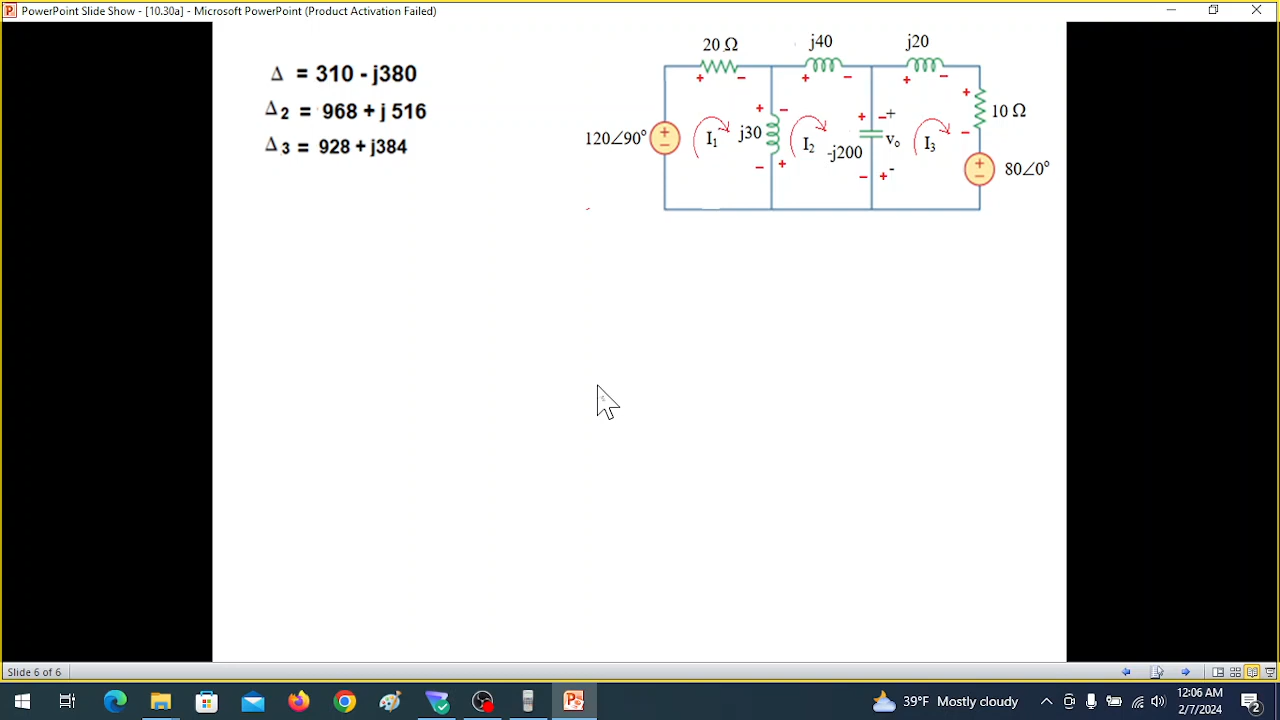 PowerPoint Slide Show - [10.30a] - Microsoft PowerPoint (Product Activation Failed)
Δ = 310 - j380
Δ2 = 968 + j 516
Δ3 = 928 + j384
20 Ω
j40
j20
+ − + − + −
+ − + − + +
10 Ω
120∠90° + − I1 j30 I2 -j200 vo I3 −
− + − + - + − 80∠0°
Slide 6 of 6
39°F Mostly cloudy
12:06 AM
2/7/2024
2